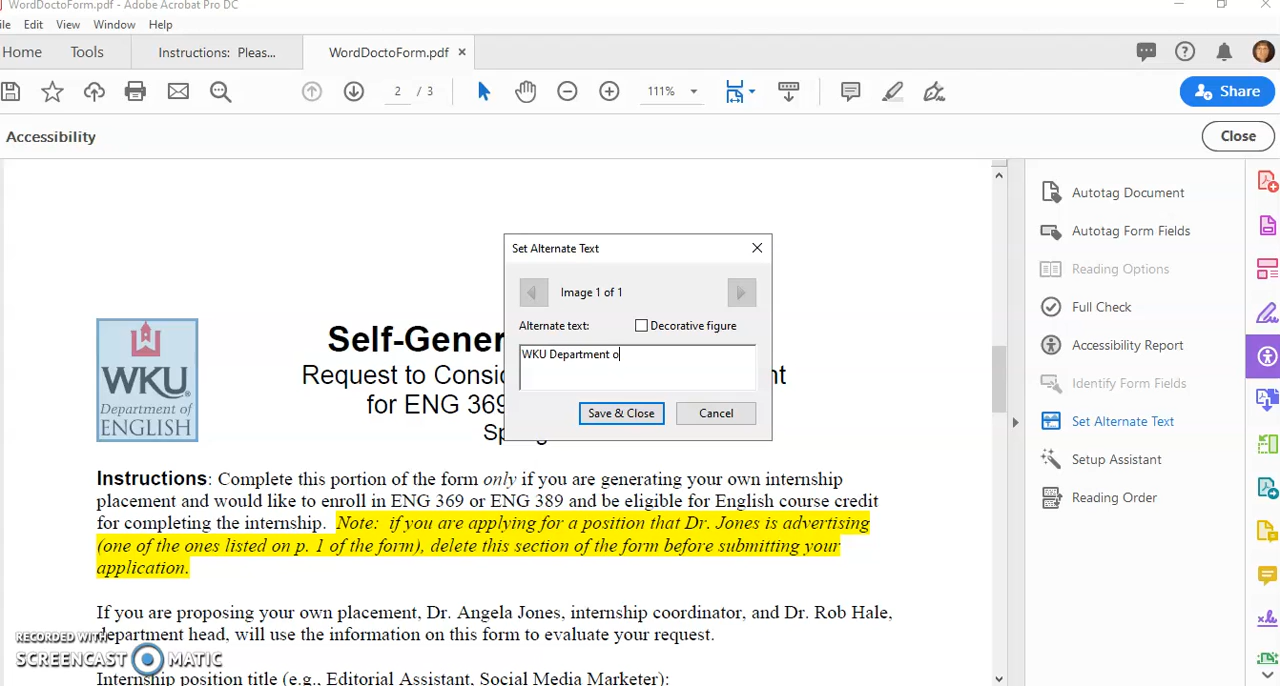 WordDoctoForm.pdf - Adobe Acrobat Pro DC
ile Edit View Window Help
Home Tools Instructions: Pleas... WordDoctoForm.pdf ×
2 / 3 111% Share
Accessibility Close
Autotag Document
Autotag Form Fields
Reading Options
Full Check
Accessibility Report
Identify Form Fields
Set Alternate Text
Setup Assistant
Reading Order
Set Alternate Text
Image 1 of 1
Alternate text: Decorative figure
WKU Department o
Save & Close Cancel
WKU
Department of
ENGLISH
Self-Gener
Request to Consi nt
for ENG 369
Sp
Instructions: Complete this portion of the form only if you are generating your own internship
placement and would like to enroll in ENG 369 or ENG 389 and be eligible for English course credit
for completing the internship. Note: if you are applying for a position that Dr. Jones is advertising
(one of the ones listed on p. 1 of the form), delete this section of the form before submitting your
application.
If you are proposing your own placement, Dr. Angela Jones, internship coordinator, and Dr. Rob Hale,
department head, will use the information on this form to evaluate your request.
Internship position title (e.g., Editorial Assistant, Social Media Marketer):
RECORDED WITH
SCREENCAST MATIC